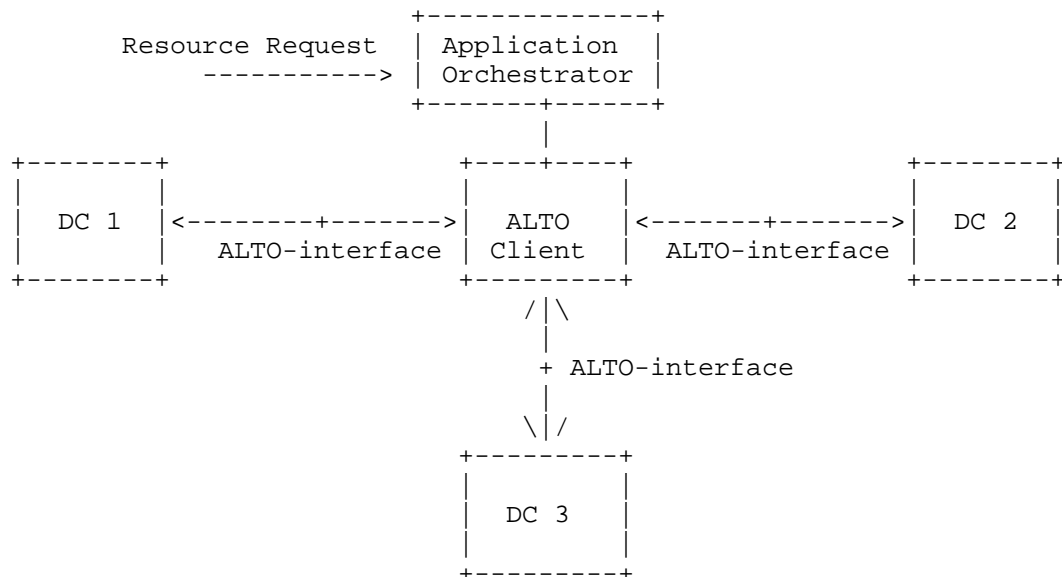 Resource Request
Application
Orchestrator
DC 1
ALTO-interface
ALTO
Client
ALTO-interface
DC 2
ALTO-interface
DC 3